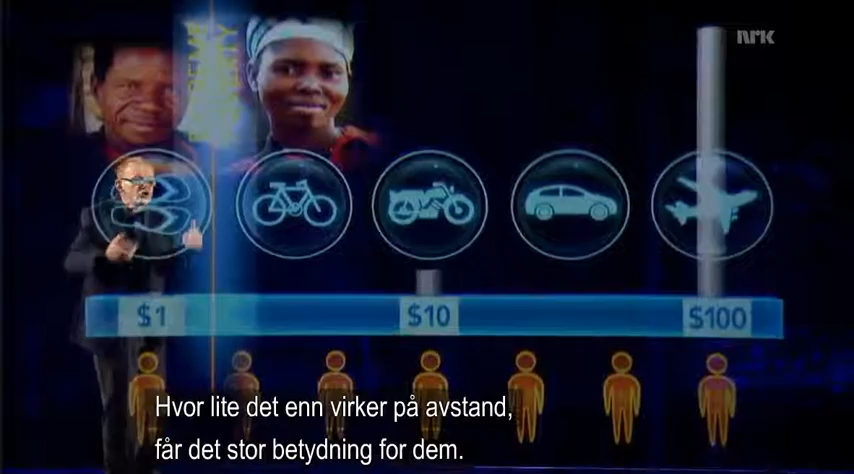 nrk
$1
$10
$100
Hvor lite det enn virker på avstand,
får det stor betydning for dem.